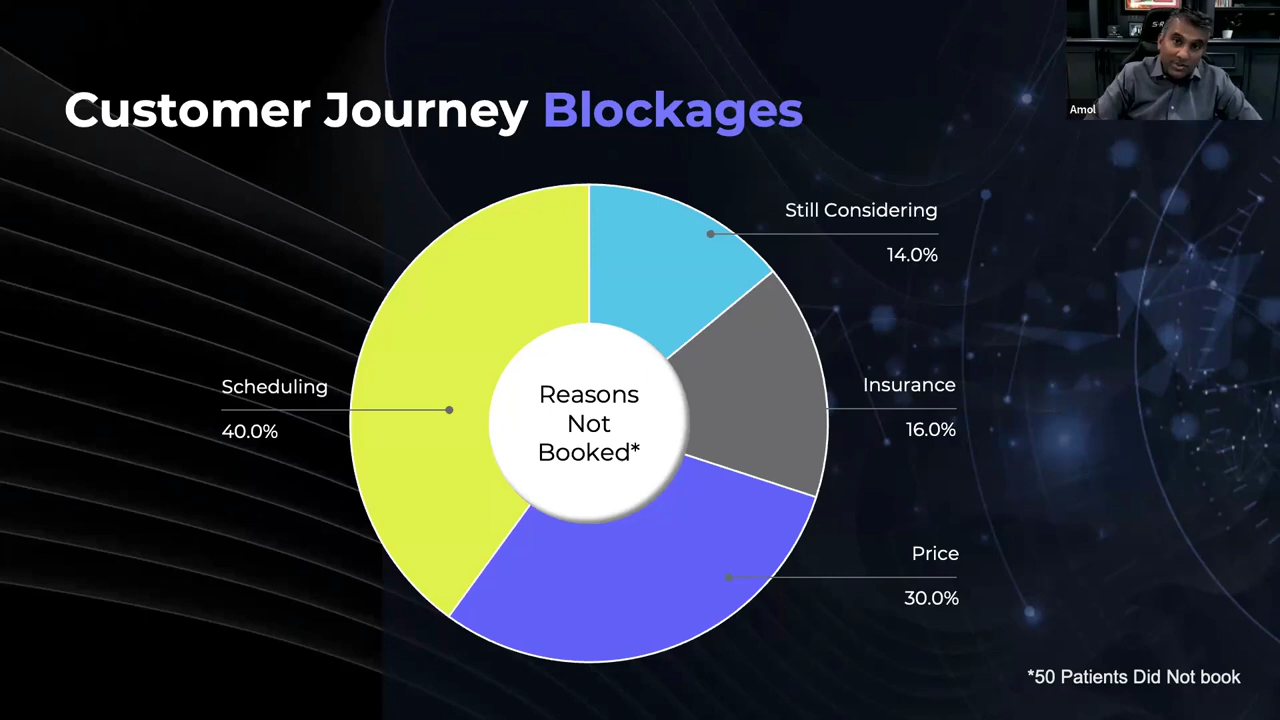 Customer Journey Blockages
Amol
Still Considering
14.0%
Scheduling
40.0%
Reasons
Not
Booked*
Insurance
16.0%
Price
30.0%
*50 Patients Did Not book